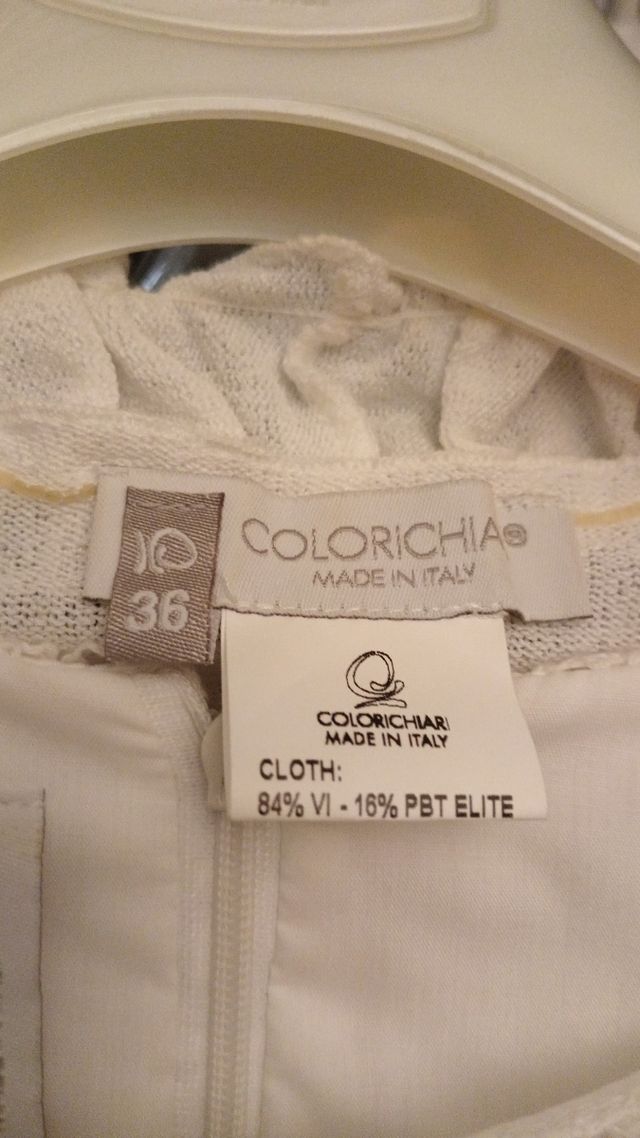 36
COLORICHIA®
MADE IN ITALY
COLORICHIARI
MADE IN ITALY
CLOTH:
84% VI - 16% PBT ELITE